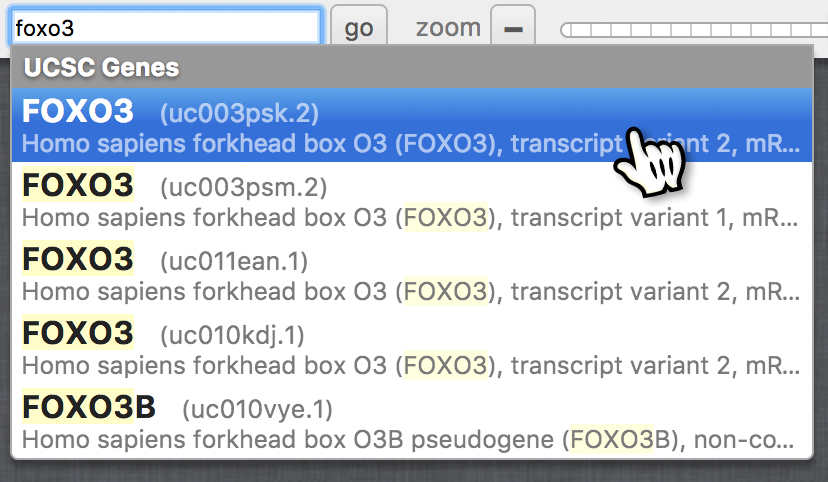 foxo3 go zoom −
UCSC Genes
FOXO3 (uc003psk.2)
Homo sapiens forkhead box O3 (FOXO3), transcript variant 2, mR...
FOXO3 (uc003psm.2)
Homo sapiens forkhead box O3 (FOXO3), transcript variant 1, mR...
FOXO3 (uc011ean.1)
Homo sapiens forkhead box O3 (FOXO3), transcript variant 2, mR...
FOXO3 (uc010kdj.1)
Homo sapiens forkhead box O3 (FOXO3), transcript variant 2, mR...
FOXO3B (uc010vye.1)
Homo sapiens forkhead box O3B pseudogene (FOXO3B), non-co...